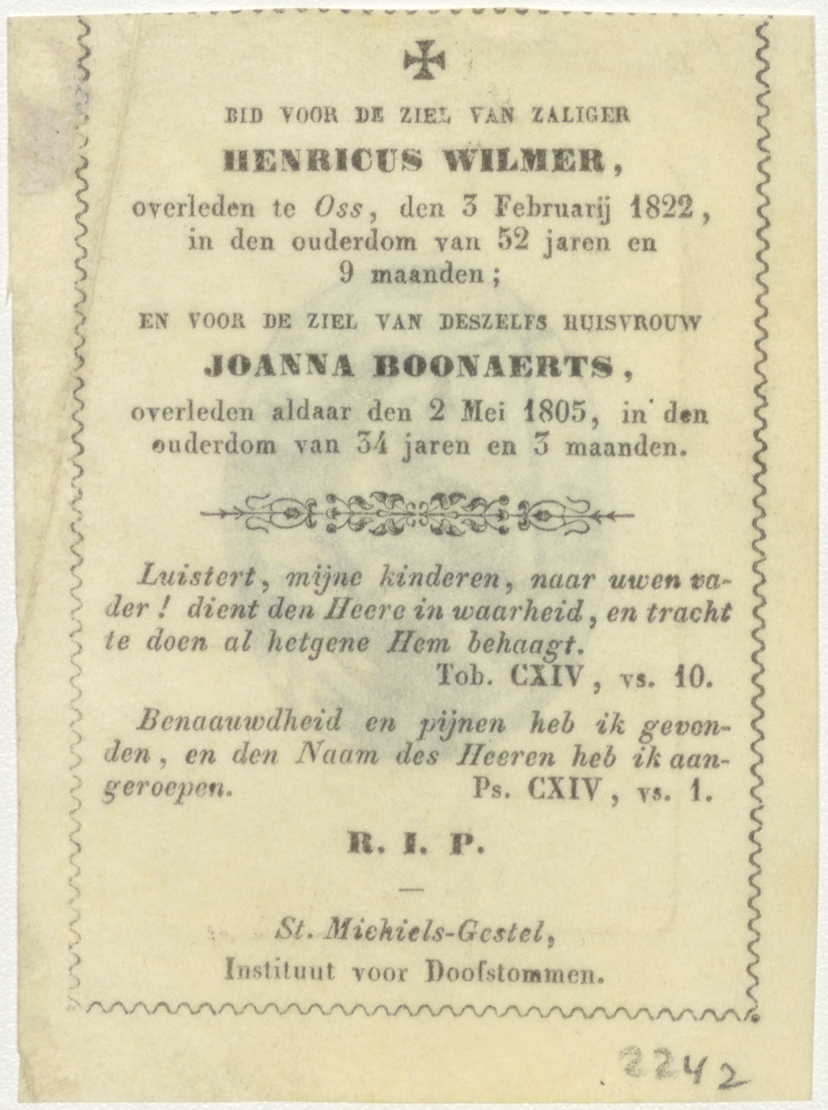 BID VOOR DE ZIEL VAN ZALIGER
HENRICUS WILMER,
overleden te Oss, den 3 Februarij 1822,
in den ouderdom van 52 jaren en
9 maanden;
EN VOOR DE ZIEL VAN DESZELFS HUISVROUW
JOANNA BOONAERTS,
overleden aldaar den 2 Mei 1805, in den
ouderdom van 34 jaren en 3 maanden.
Luistert, mijne kinderen, naar uwen va-
der! dient den Heere in waarheid, en tracht
te doen al hetgene Hem behaagt.
Tob. CXIV, vs. 10.
Benaauwdheid en pijnen heb ik gevon-
den, en den Naam des Heeren heb ik aan-
geroepen. Ps. CXIV, vs. 1.
R. I. P.
St. Michiels-Gestel,
Instituut voor Doofstommen.
2242